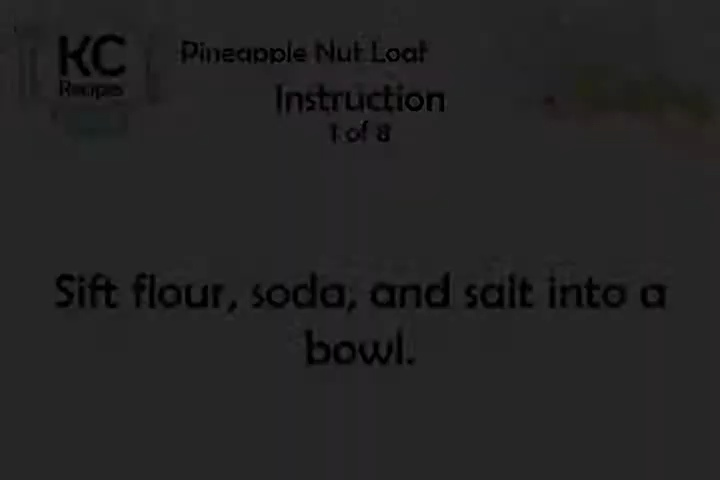 KC
Recipes
Pineapple Nut Loaf
Instruction
1 of 8
Sift flour, soda, and salt into a
bowl.